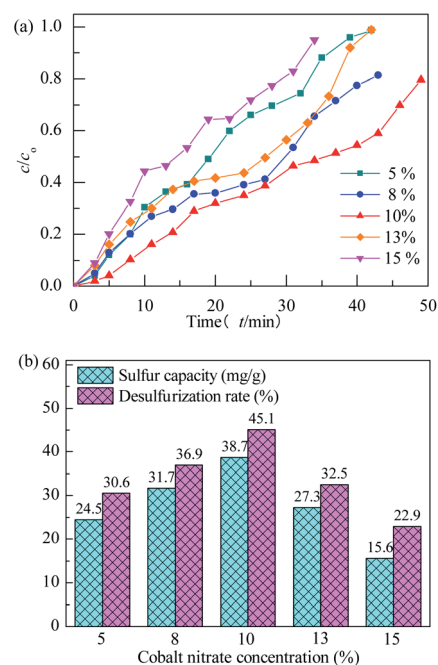 (a)
1.0
0.8
0.6
0.4
0.2
0.0
c/c₀
5 %
8 %
10%
13%
15 %
0 10 20 30 40 50
Time( t/min)
(b)
60
50
40
30
20
10
0
Sulfur capacity (mg/g)
Desulfurization rate (%)
24.5 30.6 31.7 36.9 38.7 45.1 27.3 32.5 15.6 22.9
5 8 10 13 15
Cobalt nitrate concentration (%)